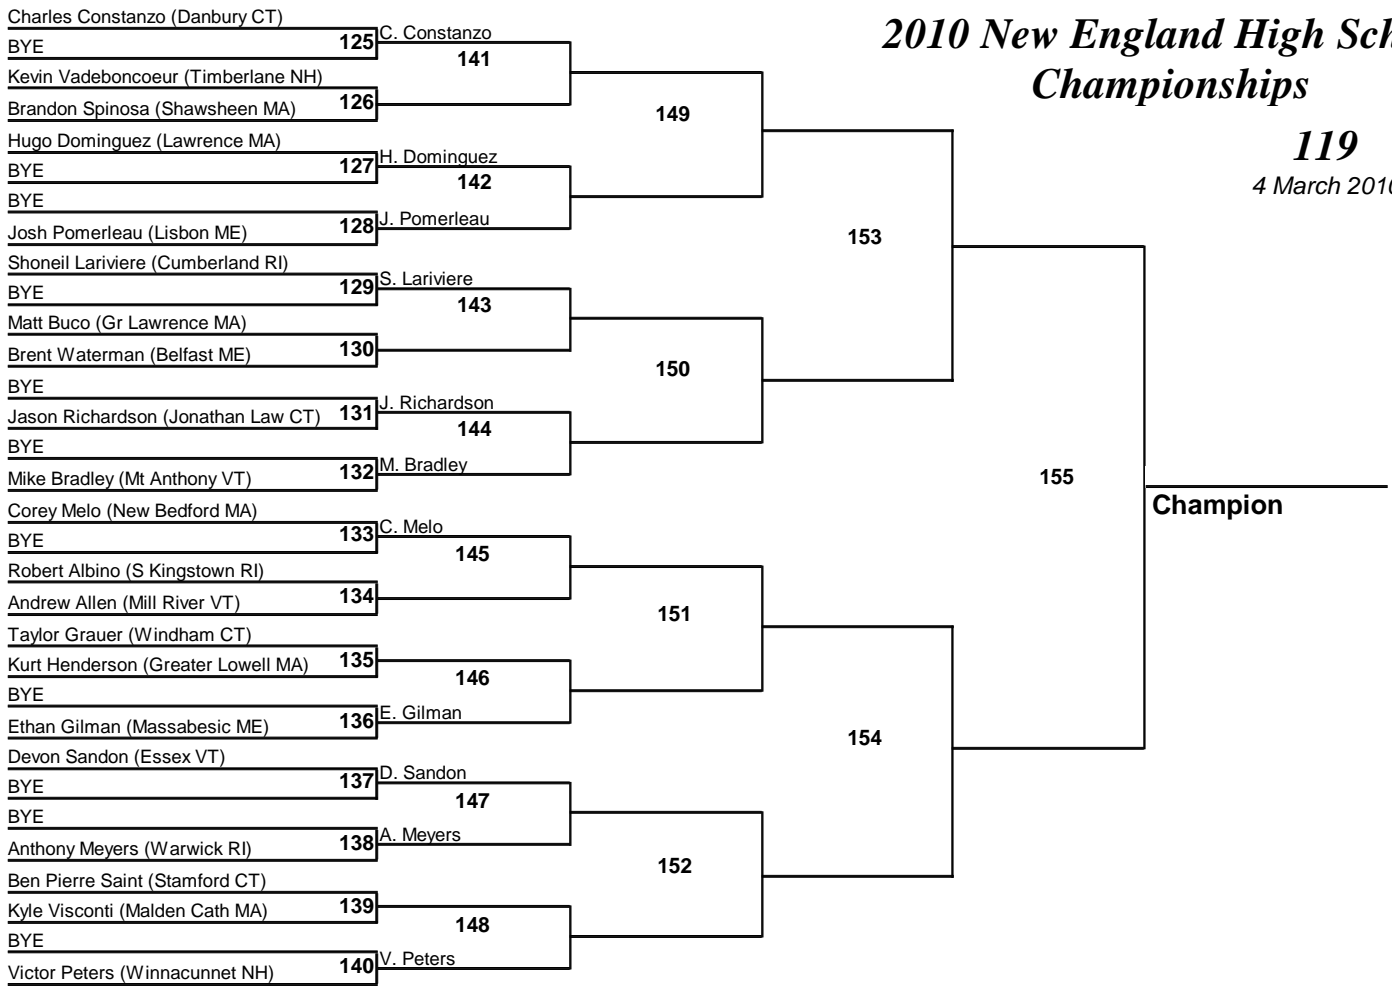 Charles Constanzo (Danbury CT)
BYE
125
C. Constanzo
141
Kevin Vadeboncoeur (Timberlane NH)
Brandon Spinosa (Shawsheen MA)
126
149
Hugo Dominguez (Lawrence MA)
BYE
127
H. Dominguez
142
BYE
Josh Pomerleau (Lisbon ME)
128
J. Pomerleau
153
Shoneil Lariviere (Cumberland RI)
BYE
129
S. Lariviere
143
Matt Buco (Gr Lawrence MA)
Brent Waterman (Belfast ME)
130
150
BYE
Jason Richardson (Jonathan Law CT)
131
J. Richardson
144
BYE
Mike Bradley (Mt Anthony VT)
132
M. Bradley
155
Champion
Corey Melo (New Bedford MA)
BYE
133
C. Melo
145
Robert Albino (S Kingstown RI)
Andrew Allen (Mill River VT)
134
151
Taylor Grauer (Windham CT)
Kurt Henderson (Greater Lowell MA)
135
146
BYE
Ethan Gilman (Massabesic ME)
136
E. Gilman
154
Devon Sandon (Essex VT)
BYE
137
D. Sandon
147
BYE
Anthony Meyers (Warwick RI)
138
A. Meyers
152
Ben Pierre Saint (Stamford CT)
Kyle Visconti (Malden Cath MA)
139
148
BYE
Victor Peters (Winnacunnet NH)
140
V. Peters
2010 New England High Sch
Championships
119
4 March 2010